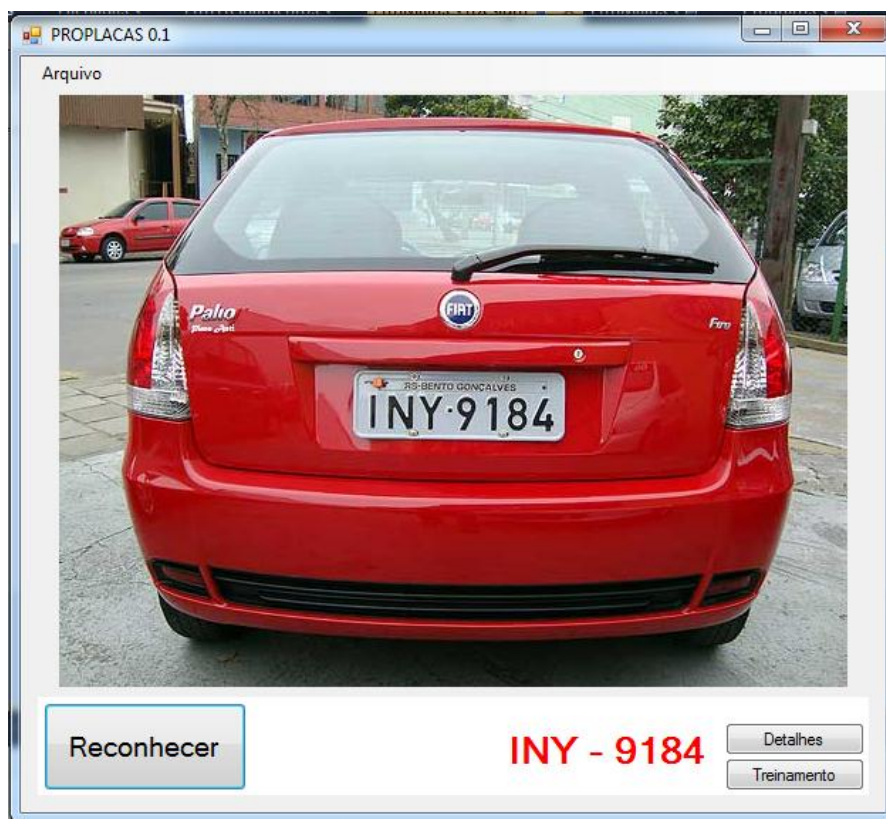 PROPLACAS 0.1
Arquivo
Palio
FIAT
Fire
RS-BENTO GONÇALVES
INY·9184
Reconhecer
INY - 9184
Detalhes
Treinamento